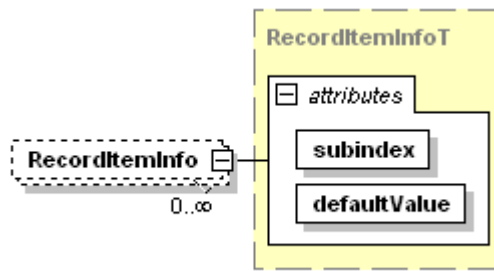 RecordItemInfoT
attributes
RecordItemInfo
subindex
defaultValue
0..∞